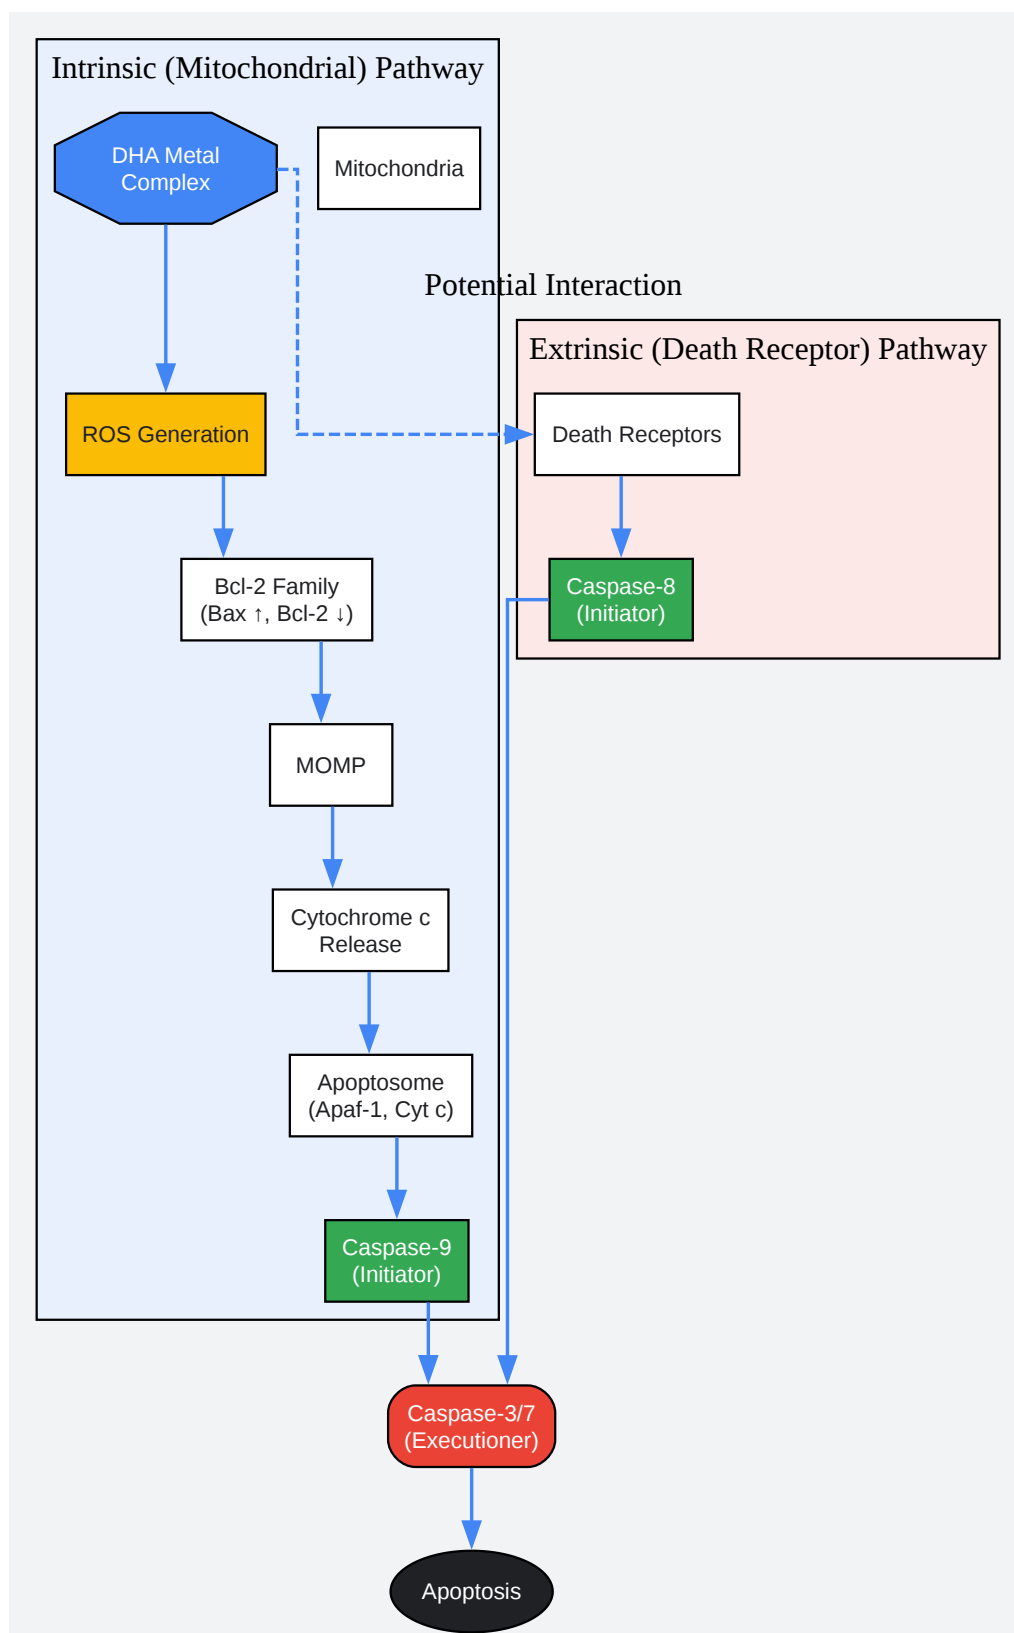 Intrinsic (Mitochondrial) Pathway
DHA Metal
Complex
Mitochondria
Potential Interaction
Extrinsic (Death Receptor) Pathway
ROS Generation
Death Receptors
Bcl-2 Family
(Bax ↑, Bcl-2 ↓)
Caspase-8
(Initiator)
MOMP
Cytochrome c
Release
Apoptosome
(Apaf-1, Cyt c)
Caspase-9
(Initiator)
Caspase-3/7
(Executioner)
Apoptosis